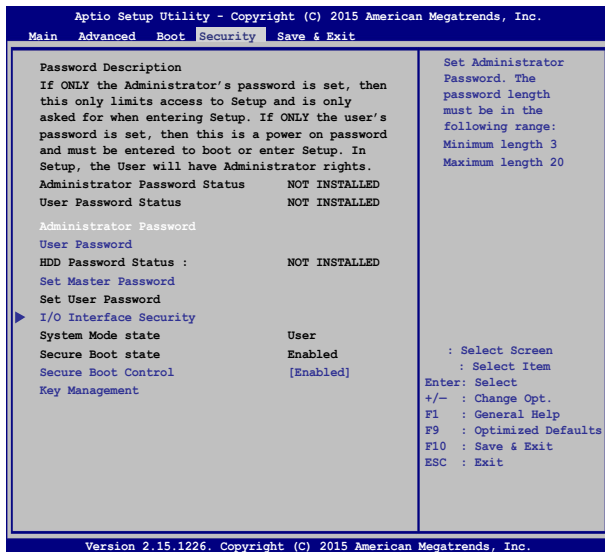 Aptio Setup Utility - Copyright (C) 2015 American Megatrends, Inc.
Main Advanced Boot Security Save & Exit
Password Description
If ONLY the Administrator's password is set, then
this only limits access to Setup and is only
asked for when entering Setup. If ONLY the user's
password is set, then this is a power on password
and must be entered to boot or enter Setup. In
Setup, the User will have Administrator rights.
Administrator Password Status NOT INSTALLED
User Password Status NOT INSTALLED
Administrator Password
User Password
HDD Password Status : NOT INSTALLED
Set Master Password
Set User Password
I/O Interface Security
System Mode state User
Secure Boot state Enabled
Secure Boot Control [Enabled]
Key Management
Set Administrator
Password. The
password length
must be in the
following range:
Minimum length 3
Maximum length 20
: Select Screen
: Select Item
Enter: Select
+/— : Change Opt.
F1 : General Help
F9 : Optimized Defaults
F10 : Save & Exit
ESC : Exit
Version 2.15.1226. Copyright (C) 2015 American Megatrends, Inc.